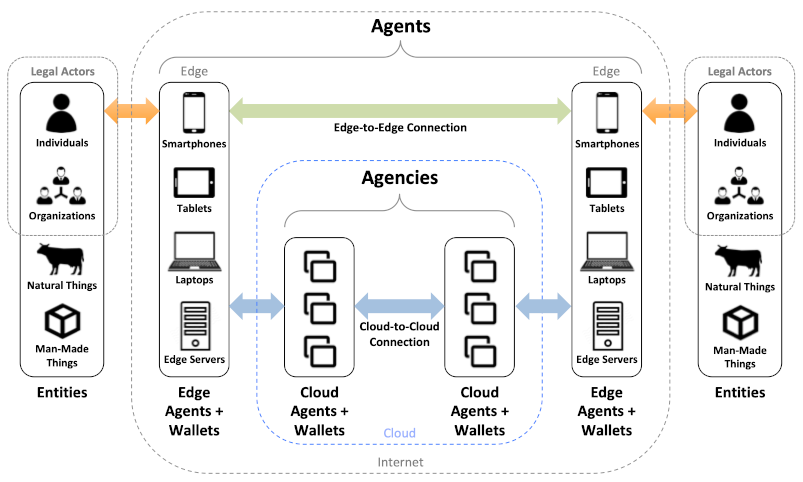 Agents
Legal Actors
Edge
Edge
Legal Actors
Individuals
Smartphones
Edge-to-Edge Connection
Smartphones
Individuals
Agencies
Organizations
Tablets
Tablets
Organizations
Natural Things
Laptops
Laptops
Natural Things
Man-Made
Things
Edge Servers
Cloud-to-Cloud
Connection
Edge Servers
Man-Made
Things
Entities
Edge
Agents +
Wallets
Cloud
Agents +
Wallets
Cloud
Agents +
Wallets
Edge
Agents +
Wallets
Entities
Cloud
Internet